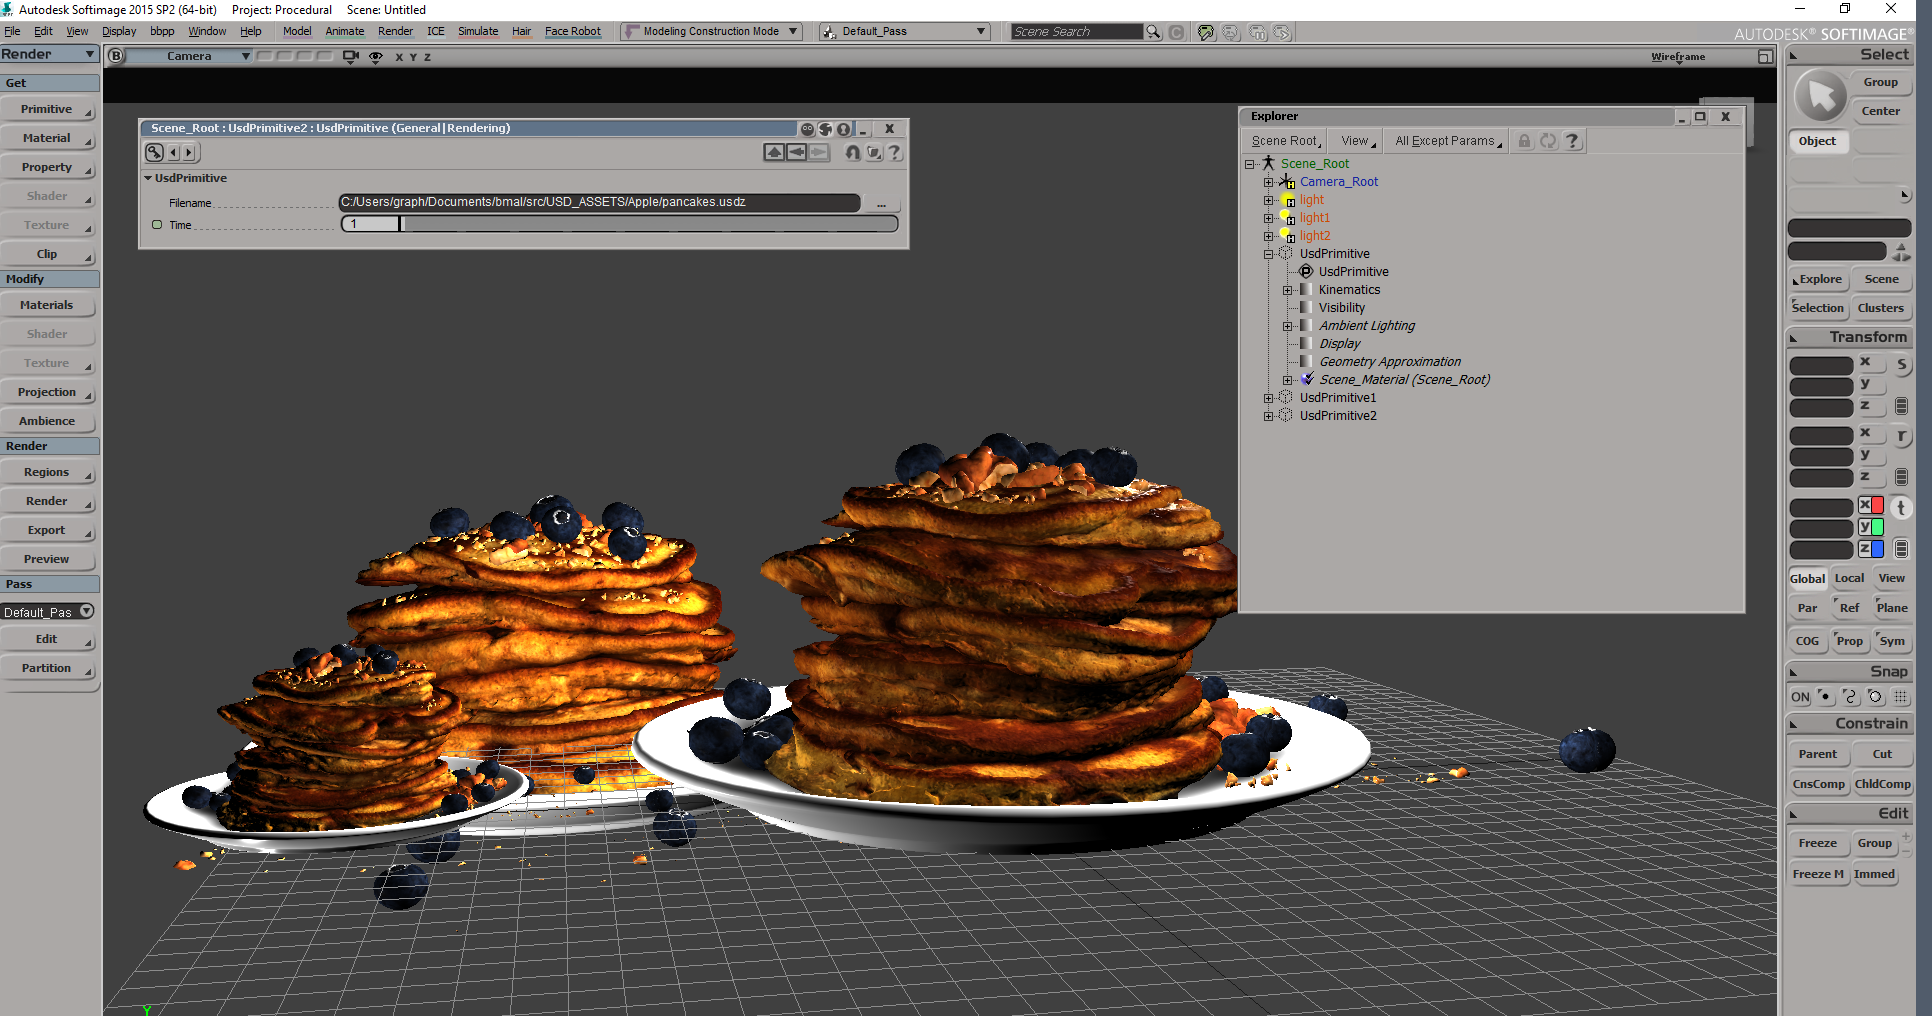 Autodesk Softimage 2015 SP2 (64-bit) Project: Procedural Scene: Untitled
File Edit View Display bbpp Window Help Model Animate Render ICE Simulate Hair Face Robot Modeling Construction Mode Default_Pass Scene Search
AUTODESK® SOFTIMAGE®
Render
B Camera X Y Z Wireframe
Get
Primitive
Material
Property
Shader
Texture
Clip
Modify
Materials
Shader
Texture
Projection
Ambience
Render
Regions
Render
Export
Preview
Pass
Default_Pas
Edit
Partition
Scene_Root : UsdPrimitive2 : UsdPrimitive (General|Rendering)
UsdPrimitive
Filename C:/Users/graph/Documents/bmal/src/USD_ASSETS/Apple/pancakes.usdz ...
Time 1
Explorer
Scene Root View All Except Params ?
Scene_Root
Camera_Root
light
light1
light2
UsdPrimitive
UsdPrimitive
Kinematics
Visibility
Ambient Lighting
Display
Geometry Approximation
Scene_Material (Scene_Root)
UsdPrimitive1
UsdPrimitive2
Y
Select
Group
Center
Object
Explore Scene
Selection Clusters
Transform
x s
y
z
x r
y
z
x t
y
z
Global Local View
Par Ref Plane
COG Prop Sym
Snap
ON
Constrain
Parent Cut
CnsComp ChldComp
Edit
Freeze Group
Freeze M Immed